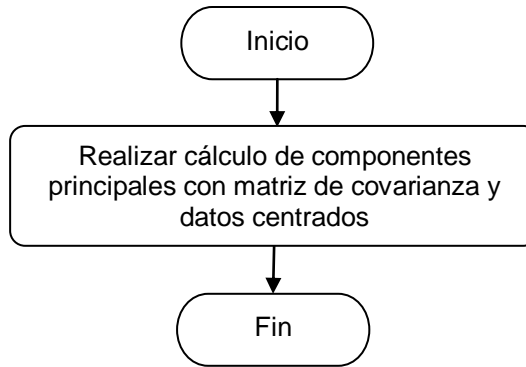 Inicio
Realizar cálculo de componentes
principales con matriz de covarianza y
datos centrados
Fin